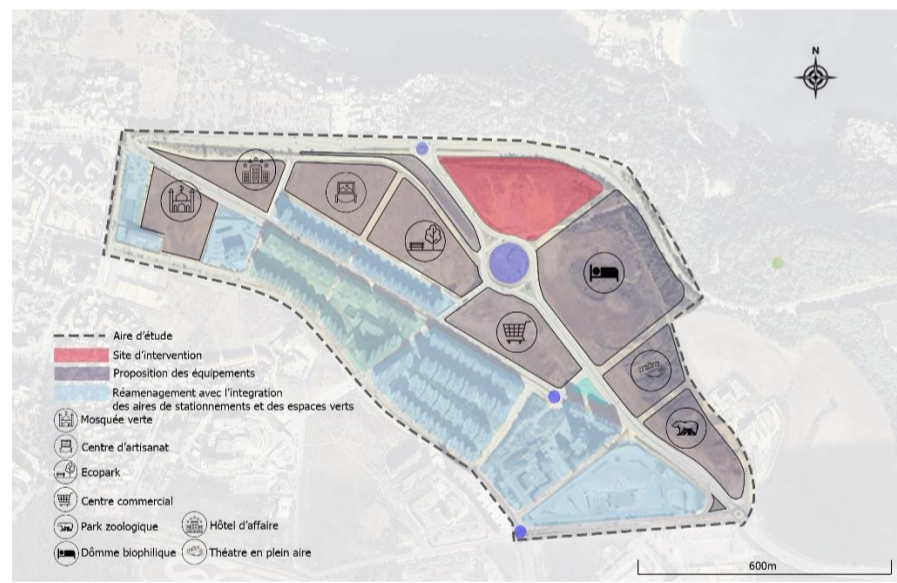 N
Aire d'étude
Site d'intervention
Proposition des équipements
Réamenagement avec l'integration
des aires de stationnements et des espaces verts
Mosquée verte
Centre d'artisanat
Ecopark
Centre commercial
Park zoologique
Hôtel d'affaire
Dômme biophilique
Théatre en plein aire
600m